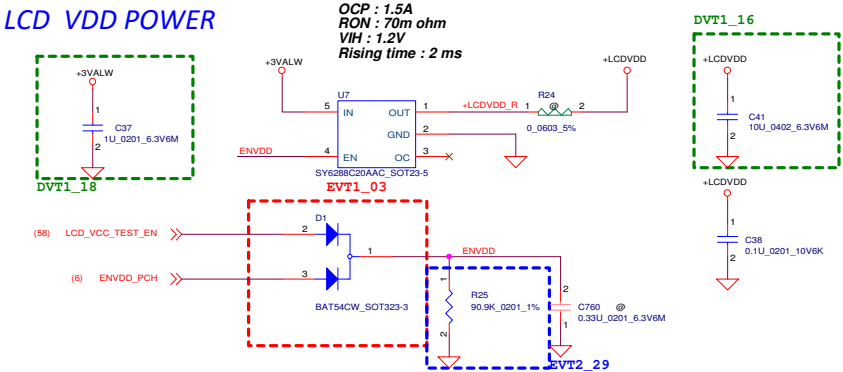 LCD VDD POWER
OCP : 1.5A
RON : 70m ohm
VIH : 1.2V
Rising time : 2 ms
DVT1_16
+3VALW
+3VALW
+LCDVDD
+LCDVDD
U7
R24
1
C37
1U_0201_6.3V6M
2
5
IN
OUT
1
+LCDVDD_R
1
@
2
0_0603_5%
GND
2
ENVDD
4
EN
OC
3
SY6288C20AAC_SOT23-5
1
C41
10U_0402_6.3V6M
2
DVT1_18
EVT1_03
+LCDVDD
D1
(58)
LCD_VCC_TEST_EN
2
1
ENVDD
(6)
ENVDD_PCH
3
BAT54CW_SOT323-3
1
C38
0.1U_0201_10V6K
2
1
R25
90.9K_0201_1%
2
2
C760
@
0.33U_0201_6.3V6M
1
EVT2_29